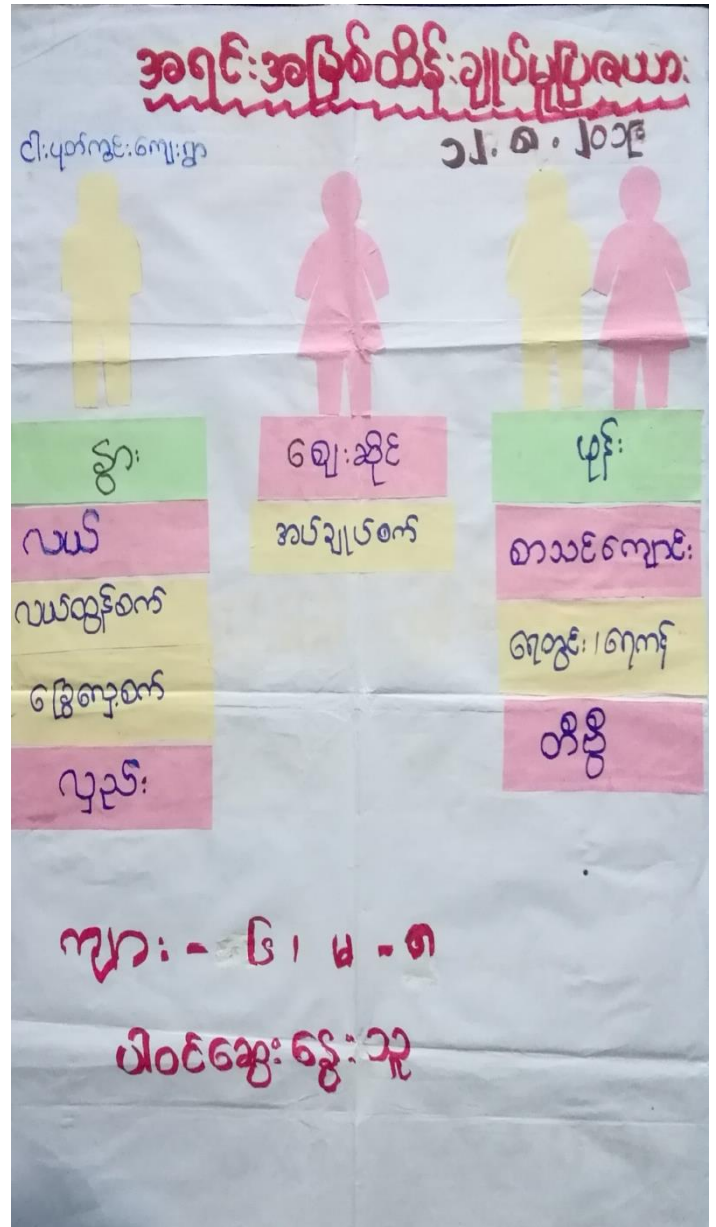 အရင်းအမြစ်ထိန်းချုပ်မှုပြဇယား
ငါးပုတ်ကွင်းကျေးရွာ
၁၂.၈.၂၀၁၉
နွား
ဈေးဆိုင်
ဖုန်း
လယ်
အပ်ချုပ်စက်
စာသင်ကျောင်း
လယ်ထွန်စက်
ရေတွင်း၊ရေကန်
ခြွေလှေ့စက်
တီဗွီ
လှည်း
ကျား - ၆၊ မ - ၈
ပါဝင်ဆွေးနွေးသူ